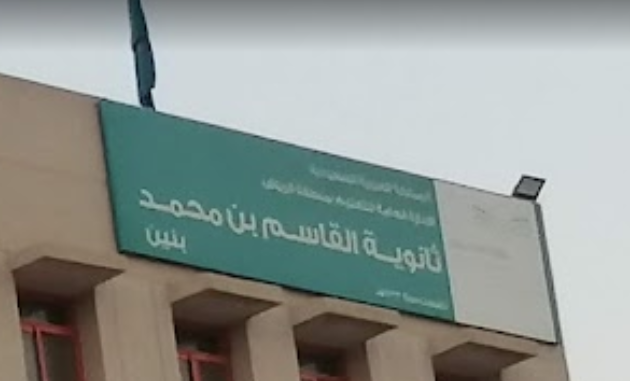 المملكة العربية السعودية
الإدارة العامة للتعليم بمنطقة الرياض
ثانوية القاسم بن محمد
بنين